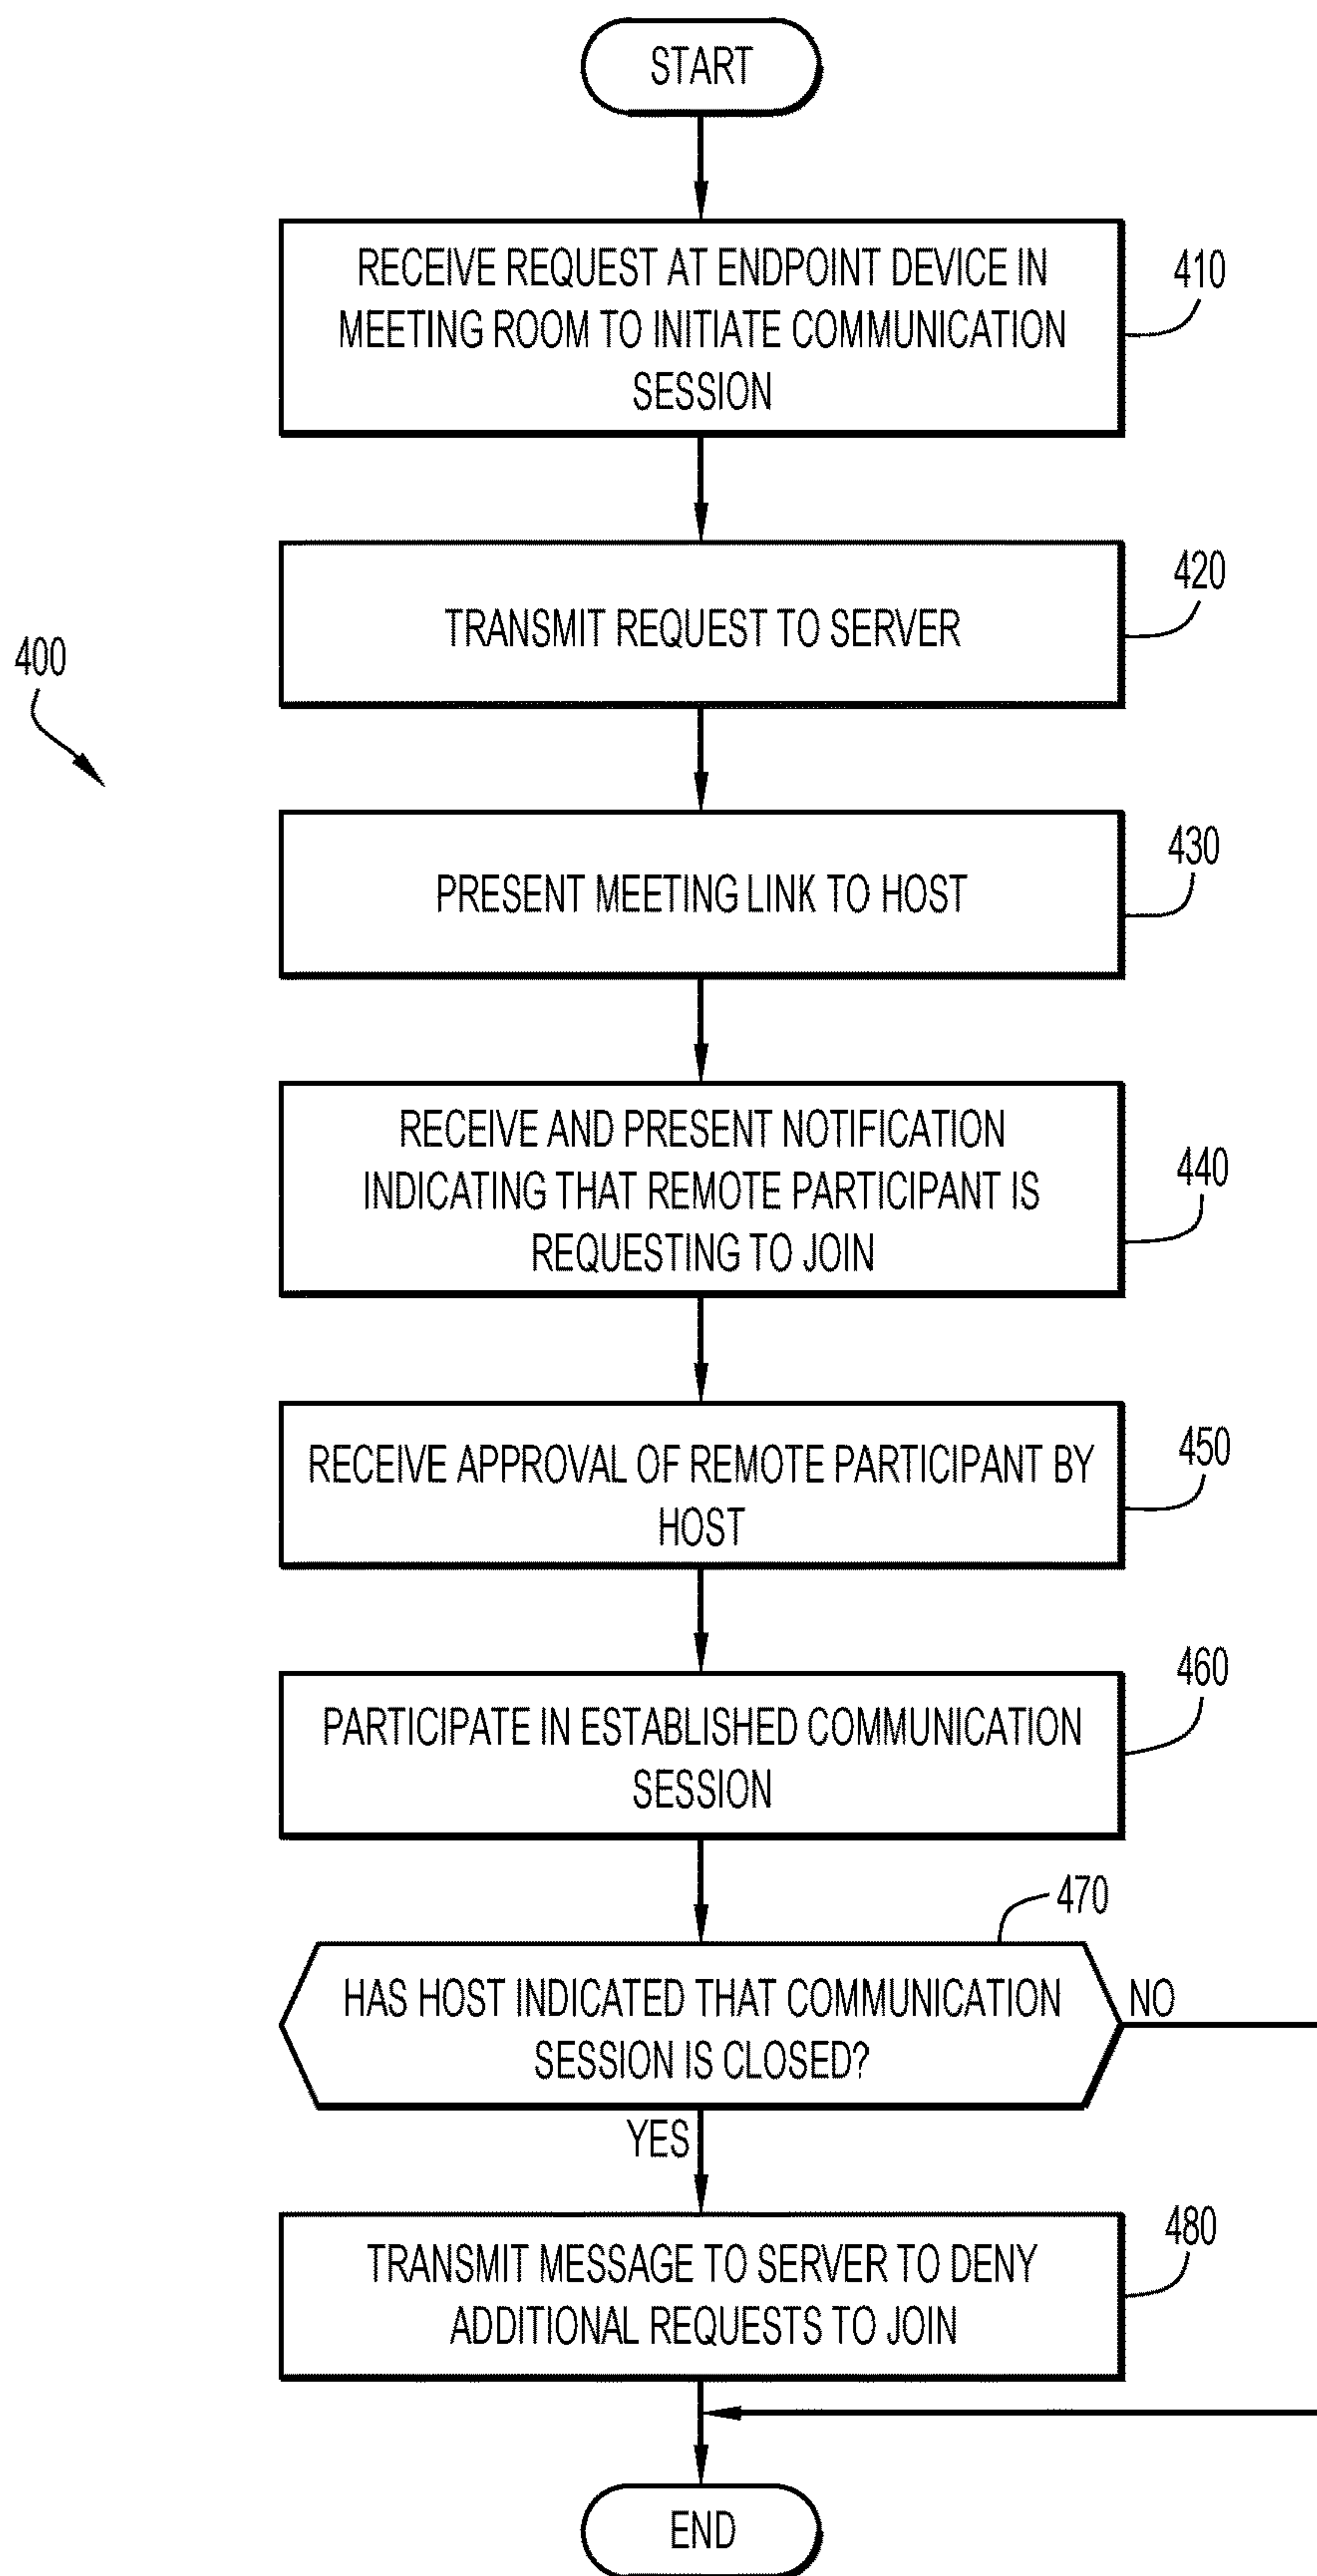 START
RECEIVE REQUEST AT ENDPOINT DEVICE IN
MEETING ROOM TO INITIATE COMMUNICATION
SESSION
410
TRANSMIT REQUEST TO SERVER
420
400
PRESENT MEETING LINK TO HOST
430
RECEIVE AND PRESENT NOTIFICATION
INDICATING THAT REMOTE PARTICIPANT IS
REQUESTING TO JOIN
440
RECEIVE APPROVAL OF REMOTE PARTICIPANT BY
HOST
450
PARTICIPATE IN ESTABLISHED COMMUNICATION
SESSION
460
470
HAS HOST INDICATED THAT COMMUNICATION
SESSION IS CLOSED?
NO
YES
TRANSMIT MESSAGE TO SERVER TO DENY
ADDITIONAL REQUESTS TO JOIN
480
END